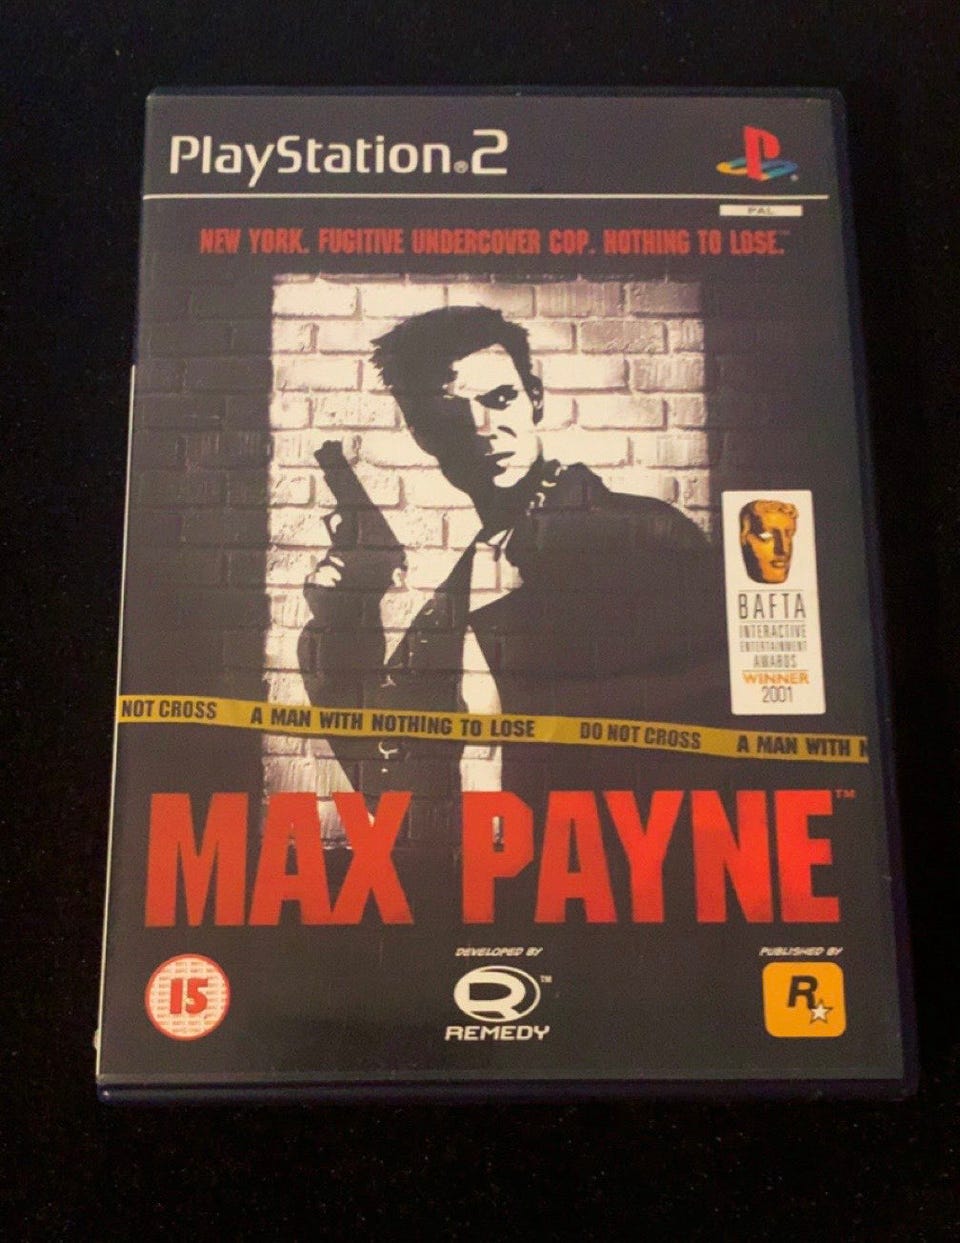 PlayStation®2
PAL
NEW YORK. FUGITIVE UNDERCOVER COP. NOTHING TO LOSE.™
BAFTA
INTERACTIVE
ENTERTAINMENT
AWARDS
WINNER
2001
NOT CROSS A MAN WITH NOTHING TO LOSE DO NOT CROSS A MAN WITH N
MAX PAYNE™
15
DEVELOPED BY
R™
REMEDY
PUBLISHED BY
R